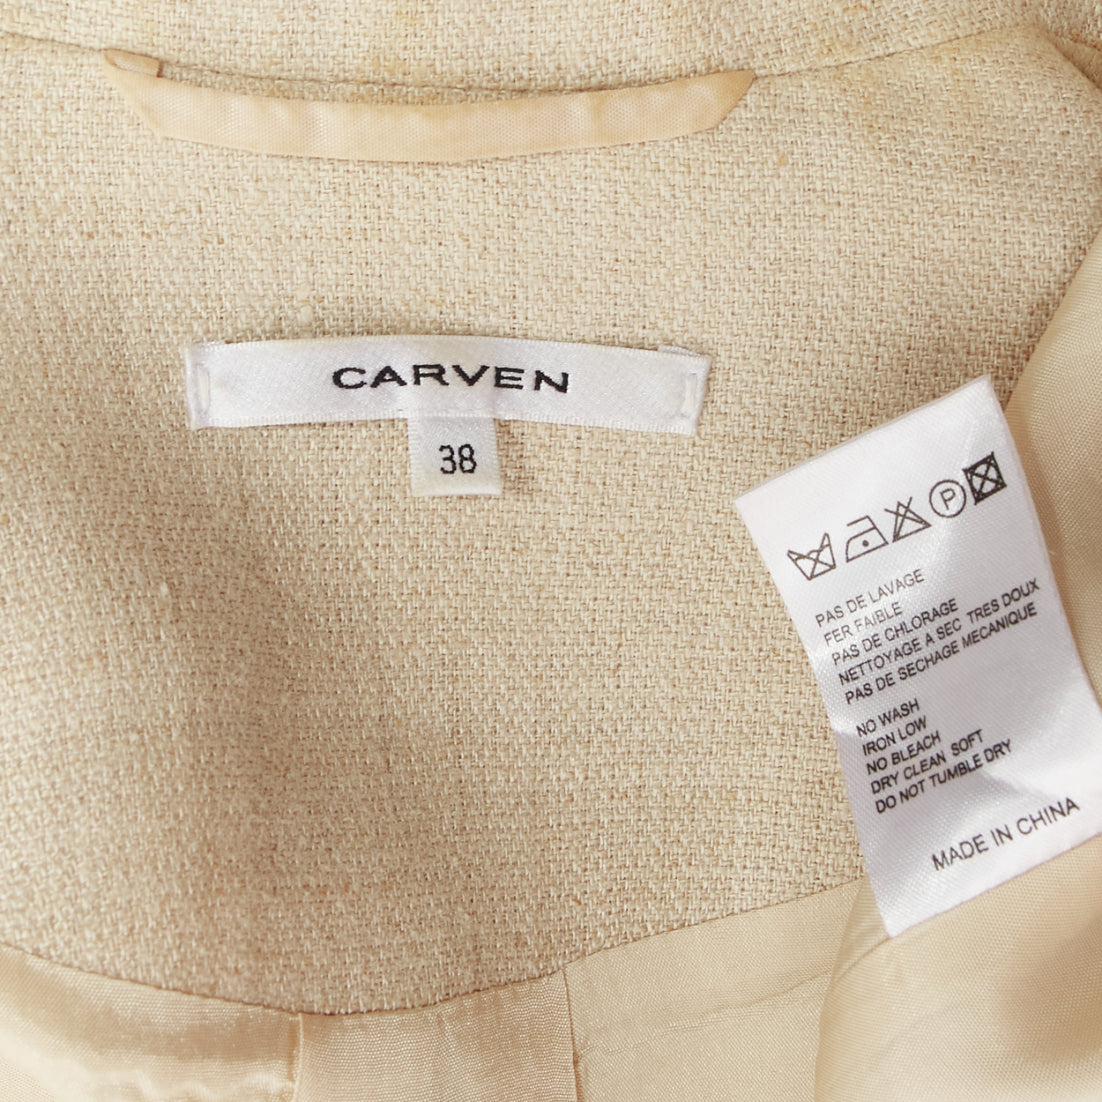 CARVEN
38
P
PAS DE LAVAGE
FER FAIBLE
PAS DE CHLORAGE
NETTOYAGE A SEC TRES DOUX
PAS DE SECHAGE MECANIQUE
NO WASH
IRON LOW
NO BLEACH
DRY CLEAN SOFT
DO NOT TUMBLE DRY
MADE IN CHINA